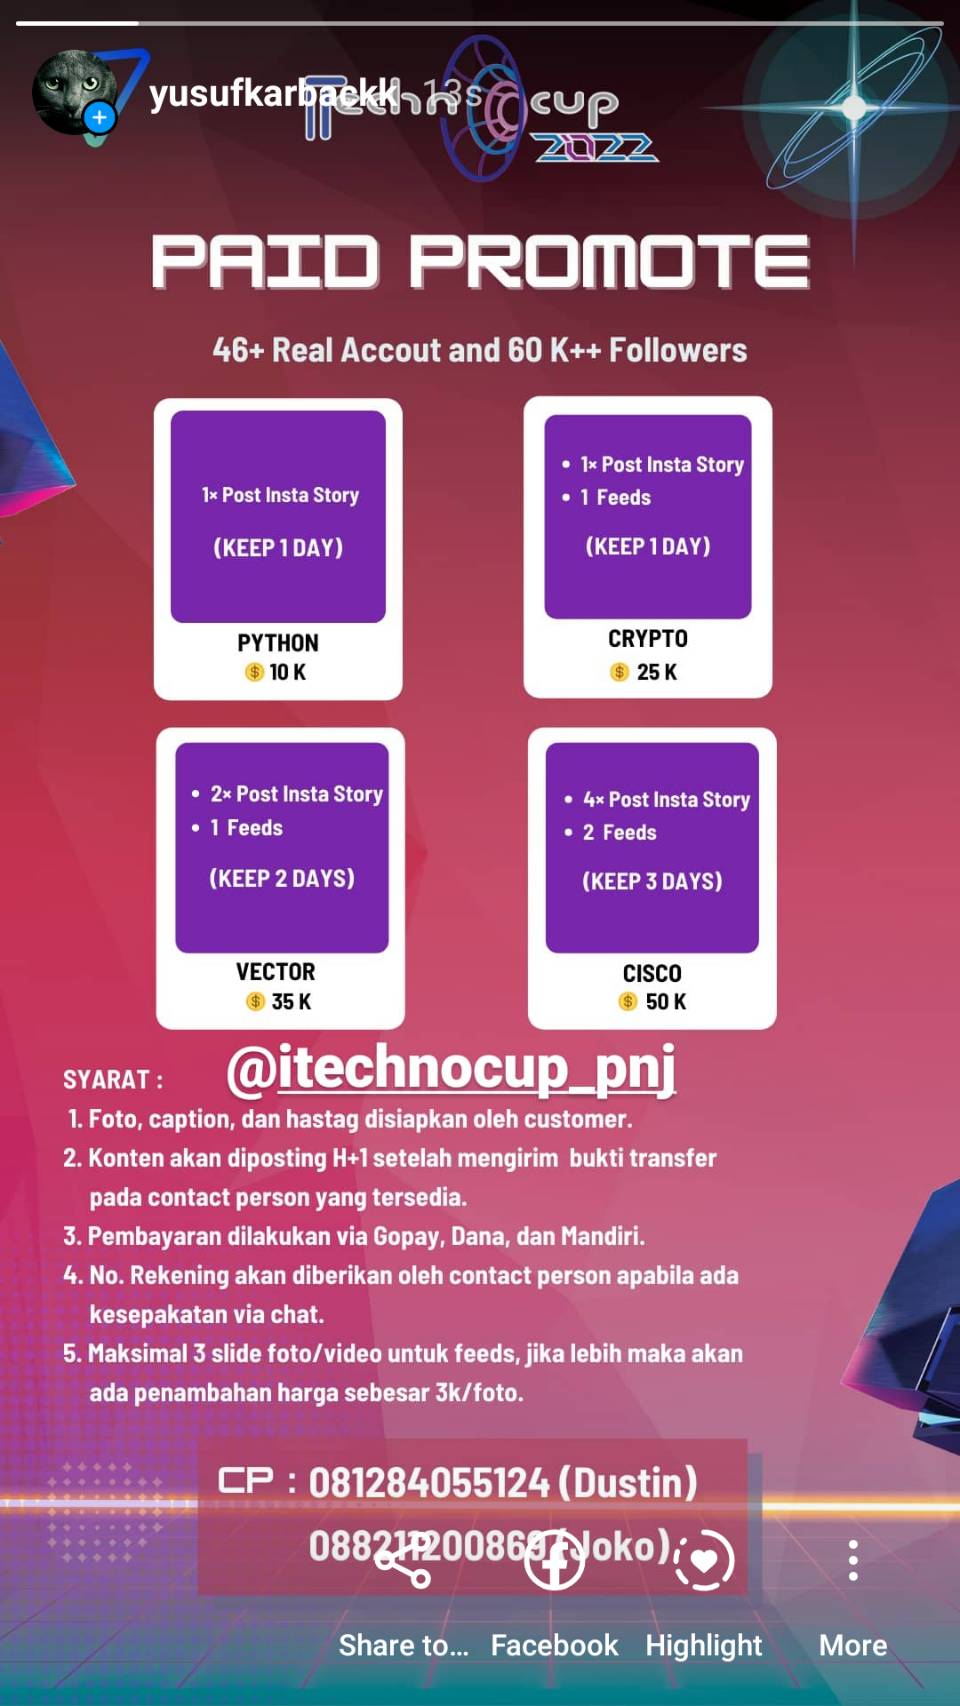 yusufkarbackk 13s
ITechno cup
2022
PAID PROMOTE
46+ Real Accout and 60 K++ Followers
1× Post Insta Story
(KEEP 1 DAY)
PYTHON
10 K
• 1× Post Insta Story
• 1 Feeds
(KEEP 1 DAY)
CRYPTO
25 K
• 2× Post Insta Story
• 1 Feeds
(KEEP 2 DAYS)
VECTOR
35 K
• 4× Post Insta Story
• 2 Feeds
(KEEP 3 DAYS)
CISCO
50 K
@itechnocup_pnj
SYARAT :
1. Foto, caption, dan hastag disiapkan oleh customer.
2. Konten akan diposting H+1 setelah mengirim bukti transfer
pada contact person yang tersedia.
3. Pembayaran dilakukan via Gopay, Dana, dan Mandiri.
4. No. Rekening akan diberikan oleh contact person apabila ada
kesepakatan via chat.
5. Maksimal 3 slide foto/video untuk feeds, jika lebih maka akan
ada penambahan harga sebesar 3k/foto.
CP : 081284055124 (Dustin)
088211200869 (Joko)
Share to...
Facebook
Highlight
More